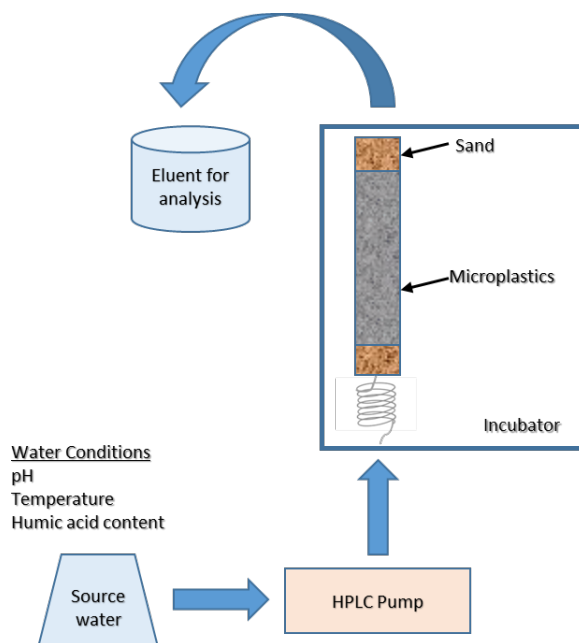 Sand
Eluent for
analysis
Microplastics
Incubator
Water Conditions
pH
Temperature
Humic acid content
Source
water
HPLC Pump